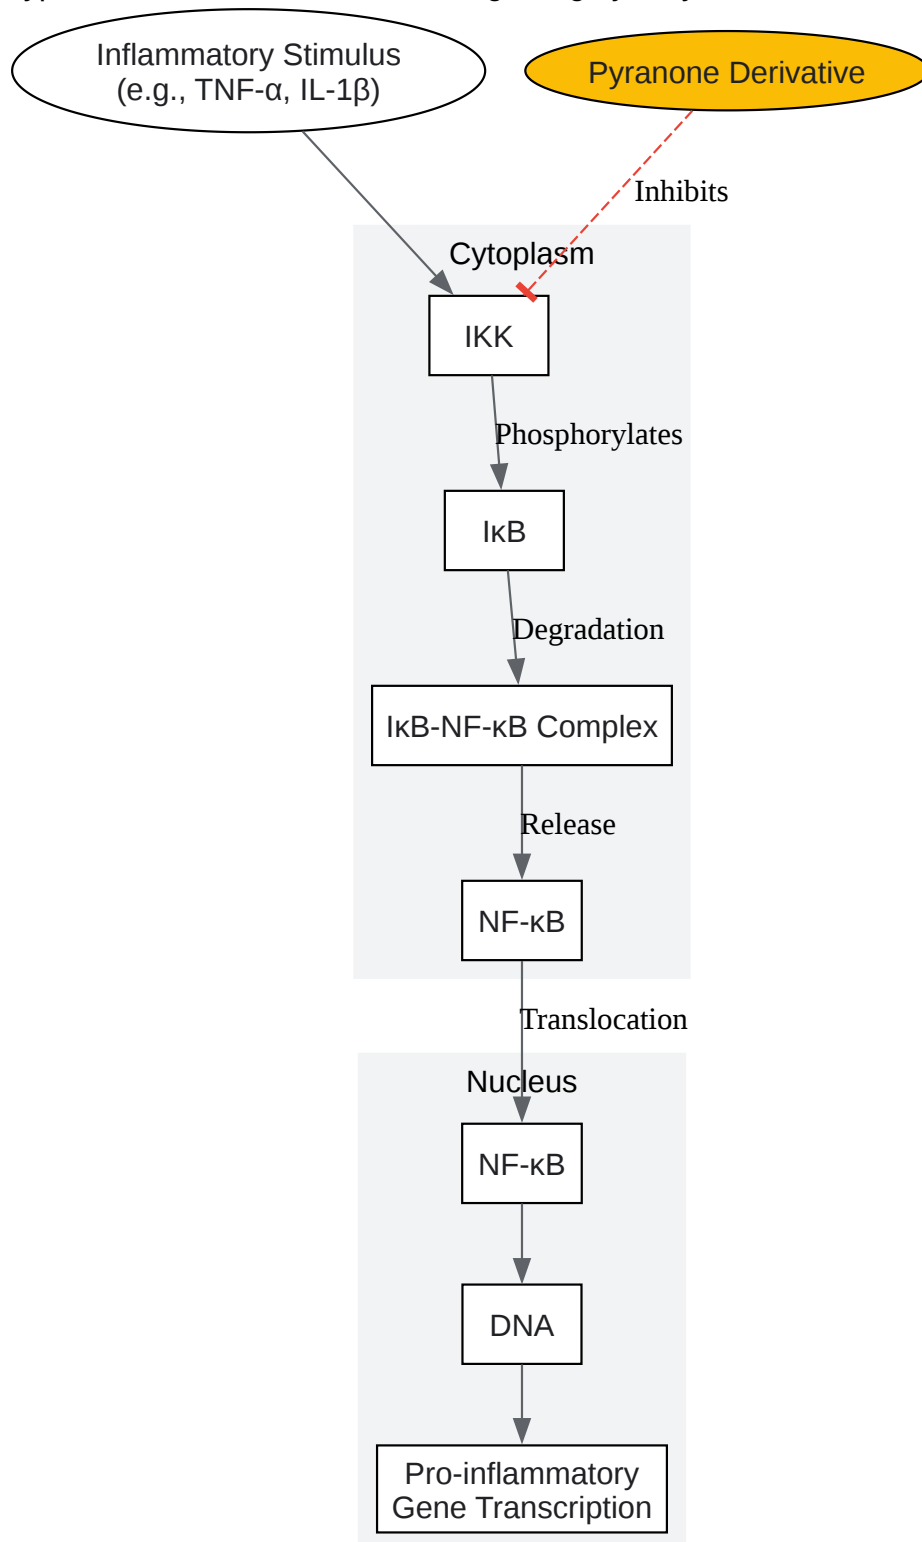 Inflammatory Stimulus
(e.g., TNF-α, IL-1β)
Pyranone Derivative
Inhibits
Cytoplasm
IKK
Phosphorylates
IκB
Degradation
IκB-NF-κB Complex
Release
NF-κB
Translocation
Nucleus
NF-κB
DNA
Pro-inflammatory
Gene Transcription